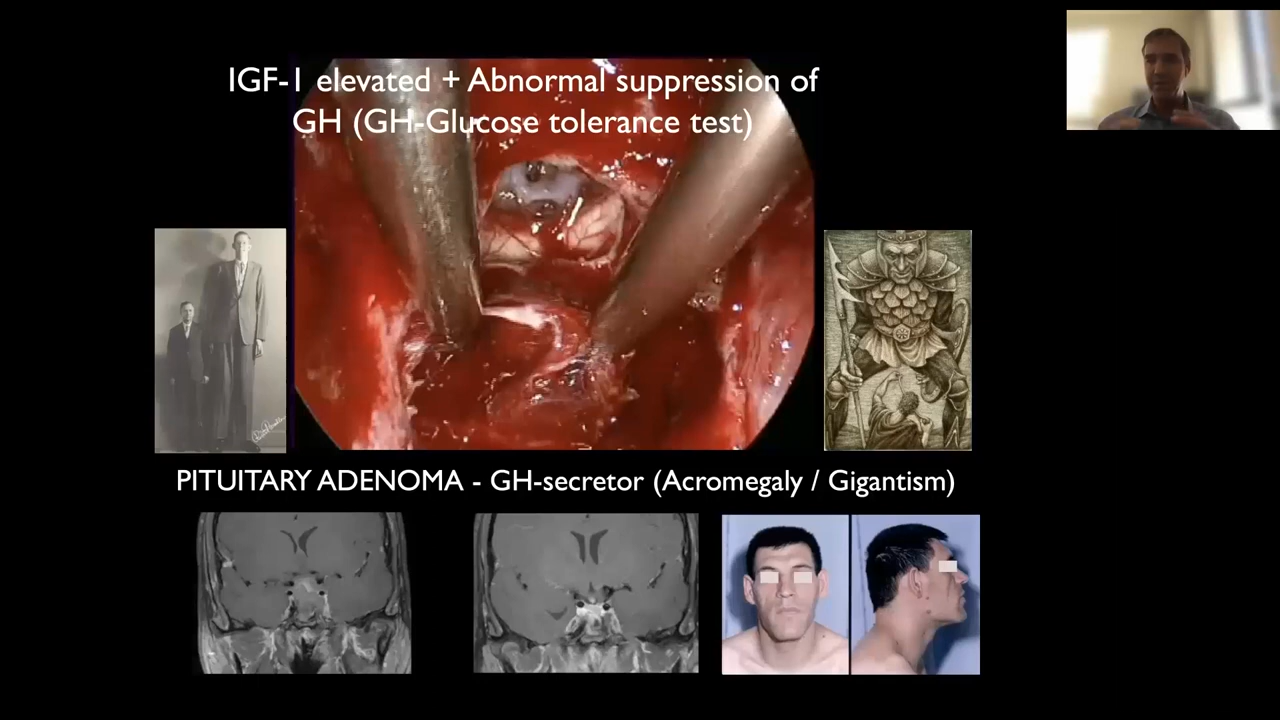 IGF-1 elevated + Abnormal suppression of
GH (GH-Glucose tolerance test)
PITUITARY ADENOMA - GH-secretor (Acromegaly / Gigantism)